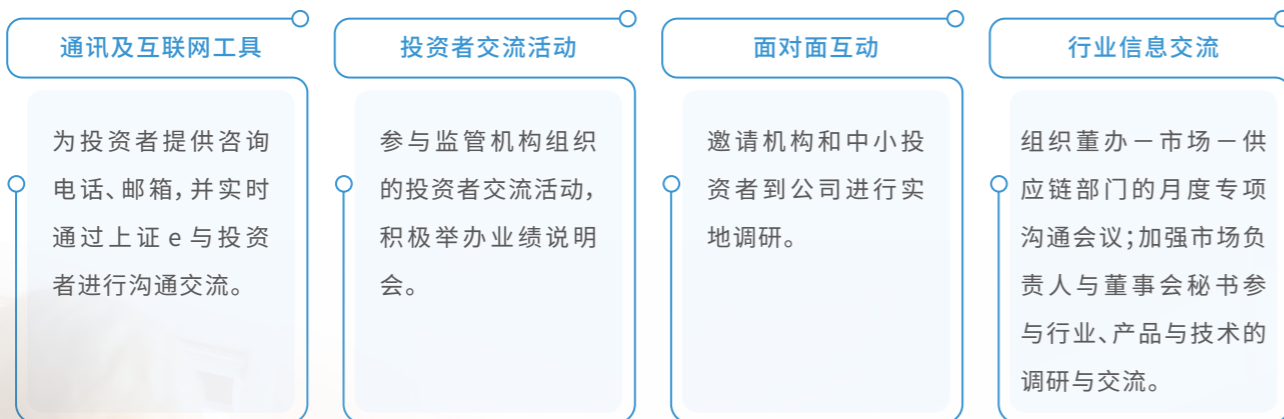 通讯及互联网工具
为投资者提供咨询
电话、邮箱，并实时
通过上证 e 与投资
者进行沟通交流。
投资者交流活动
参与监管机构组织
的投资者交流活动，
积极举办业绩说明
会。
面对面互动
邀请机构和中小投
资者到公司进行实
地调研。
行业信息交流
组织董办－市场－供
应链部门的月度专项
沟通会议；加强市场负
责人与董事会秘书参
与行业、产品与技术的
调研与交流。